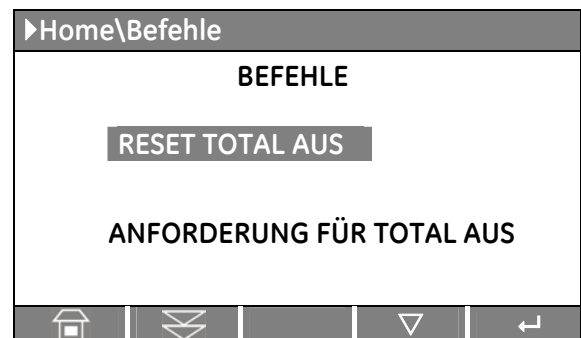 Home\Befehle
BEFEHLE
RESET TOTAL AUS
ANFORDERUNG FÜR TOTAL AUS